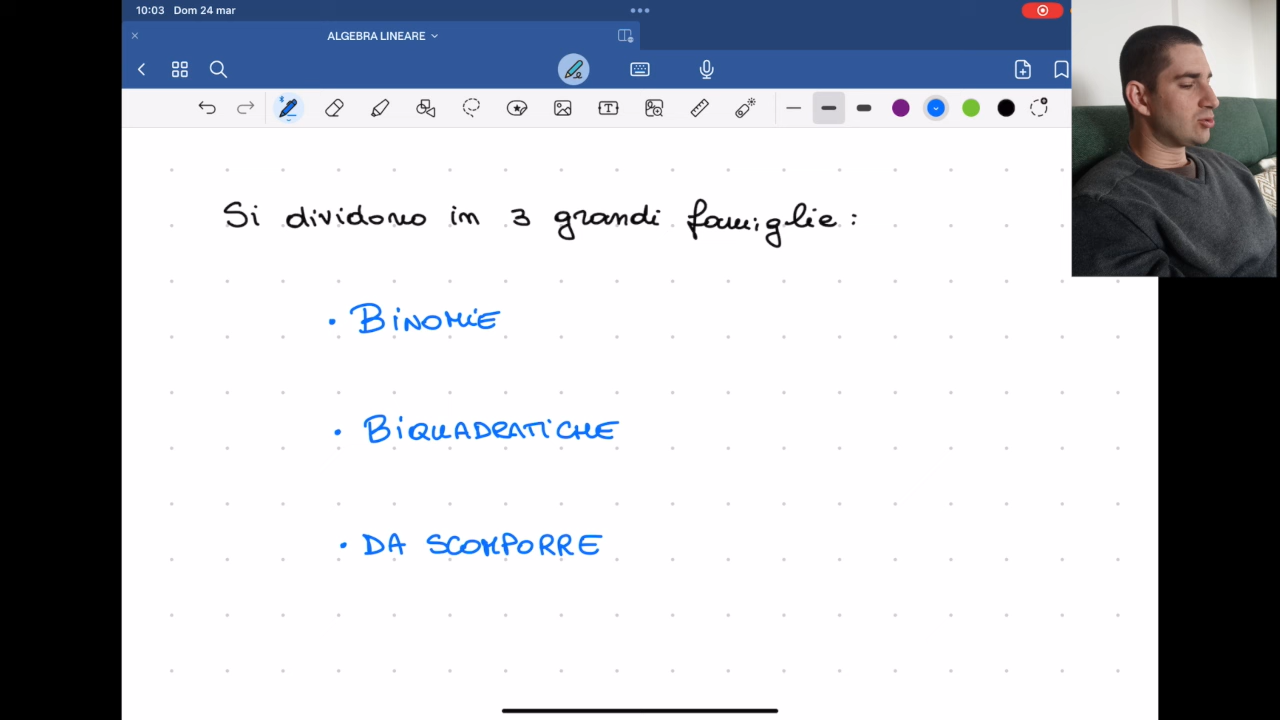 10:03 Dom 24 mar
ALGEBRA LINEARE
Si dividono in 3 grandi famiglie:
• BINOMIE
• BIQUADRATICHE
• DA SCOMPORRE